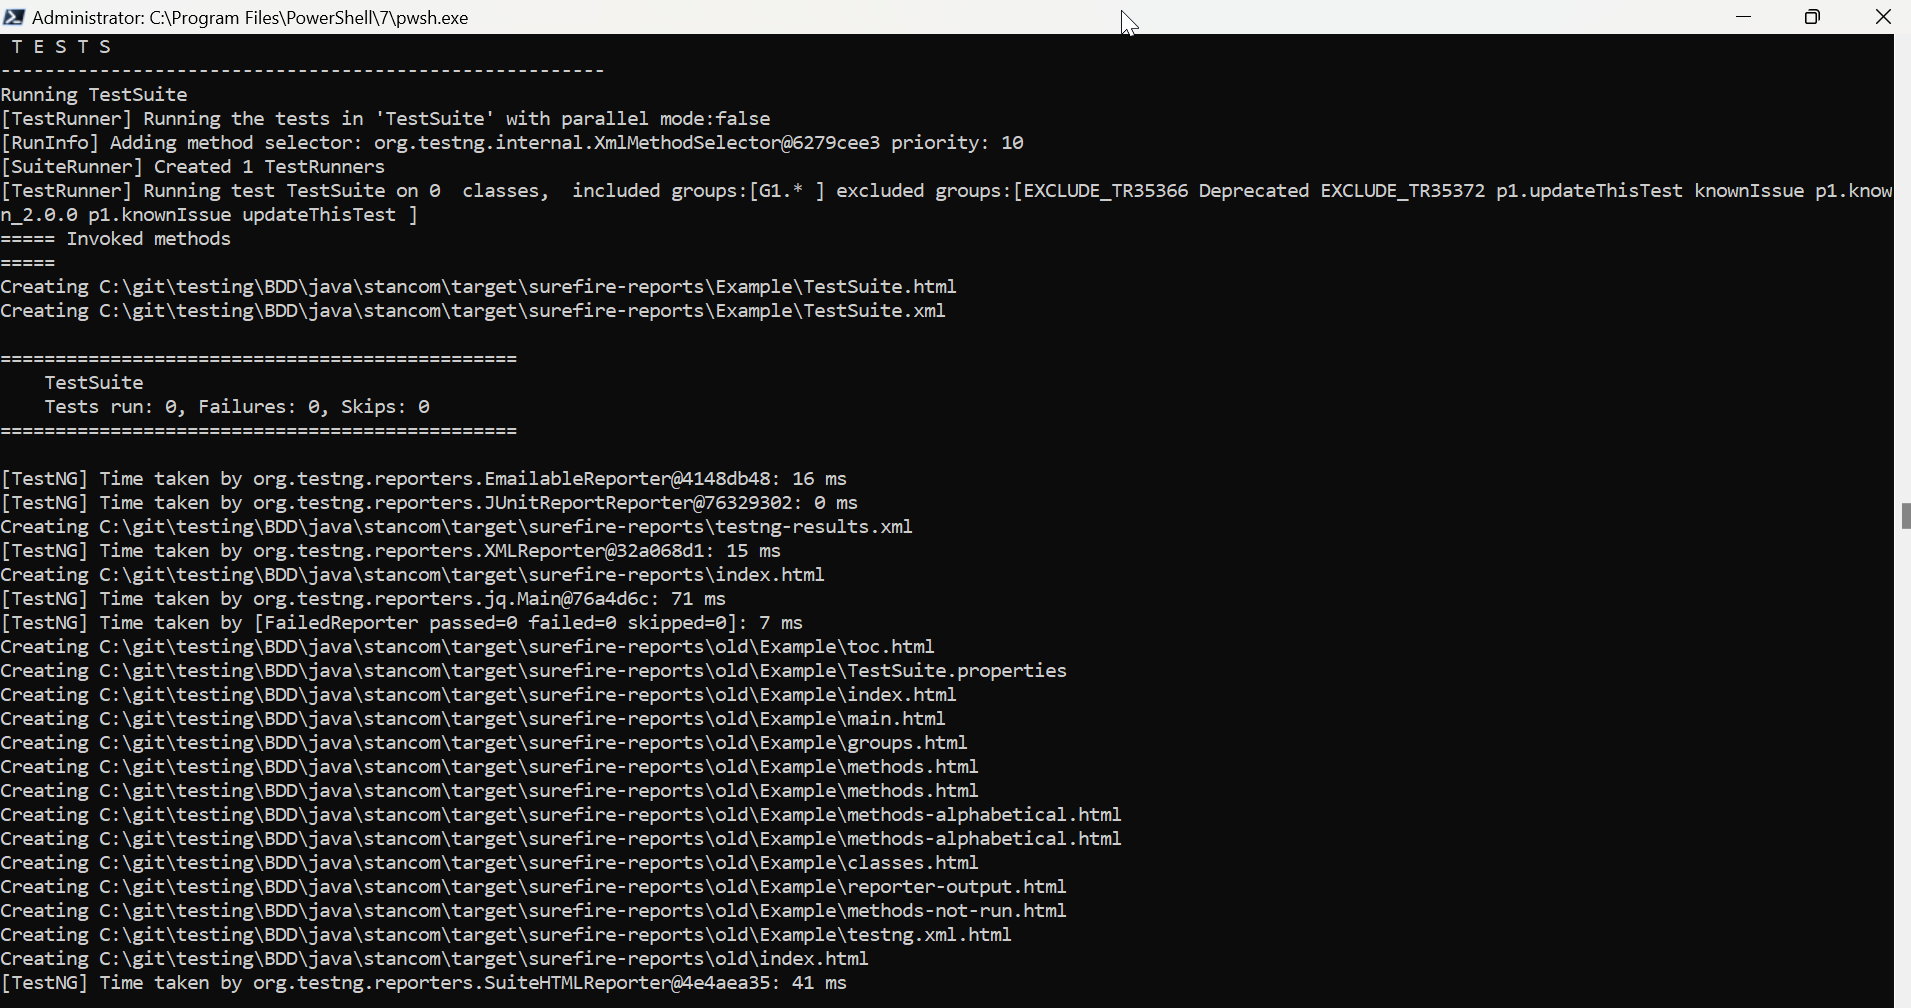 Administrator: C:\Program Files\PowerShell\7\pwsh.exe
T E S T S
-------------------------------------------------------
Running TestSuite
[TestRunner] Running the tests in 'TestSuite' with parallel mode:false
[RunInfo] Adding method selector: org.testng.internal.XmlMethodSelector@6279cee3 priority: 10
[SuiteRunner] Created 1 TestRunners
[TestRunner] Running test TestSuite on 0  classes,  included groups:[G1.* ] excluded groups:[EXCLUDE_TR35366 Deprecated EXCLUDE_TR35372 p1.updateThisTest knownIssue p1.know
n_2.0.0 p1.knownIssue updateThisTest ]
===== Invoked methods
=====
Creating C:\git\testing\BDD\java\stancom\target\surefire-reports\Example\TestSuite.html
Creating C:\git\testing\BDD\java\stancom\target\surefire-reports\Example\TestSuite.xml
===============================================
    TestSuite
    Tests run: 0, Failures: 0, Skips: 0
===============================================
[TestNG] Time taken by org.testng.reporters.EmailableReporter@4148db48: 16 ms
[TestNG] Time taken by org.testng.reporters.JUnitReportReporter@76329302: 0 ms
Creating C:\git\testing\BDD\java\stancom\target\surefire-reports\testng-results.xml
[TestNG] Time taken by org.testng.reporters.XMLReporter@32a068d1: 15 ms
Creating C:\git\testing\BDD\java\stancom\target\surefire-reports\index.html
[TestNG] Time taken by org.testng.reporters.jq.Main@76a4d6c: 71 ms
[TestNG] Time taken by [FailedReporter passed=0 failed=0 skipped=0]: 7 ms
Creating C:\git\testing\BDD\java\stancom\target\surefire-reports\old\Example\toc.html
Creating C:\git\testing\BDD\java\stancom\target\surefire-reports\old\Example\TestSuite.properties
Creating C:\git\testing\BDD\java\stancom\target\surefire-reports\old\Example\index.html
Creating C:\git\testing\BDD\java\stancom\target\surefire-reports\old\Example\main.html
Creating C:\git\testing\BDD\java\stancom\target\surefire-reports\old\Example\groups.html
Creating C:\git\testing\BDD\java\stancom\target\surefire-reports\old\Example\methods.html
Creating C:\git\testing\BDD\java\stancom\target\surefire-reports\old\Example\methods.html
Creating C:\git\testing\BDD\java\stancom\target\surefire-reports\old\Example\methods-alphabetical.html
Creating C:\git\testing\BDD\java\stancom\target\surefire-reports\old\Example\methods-alphabetical.html
Creating C:\git\testing\BDD\java\stancom\target\surefire-reports\old\Example\classes.html
Creating C:\git\testing\BDD\java\stancom\target\surefire-reports\old\Example\reporter-output.html
Creating C:\git\testing\BDD\java\stancom\target\surefire-reports\old\Example\methods-not-run.html
Creating C:\git\testing\BDD\java\stancom\target\surefire-reports\old\Example\testng.xml.html
Creating C:\git\testing\BDD\java\stancom\target\surefire-reports\old\index.html
[TestNG] Time taken by org.testng.reporters.SuiteHTMLReporter@4e4aea35: 41 ms